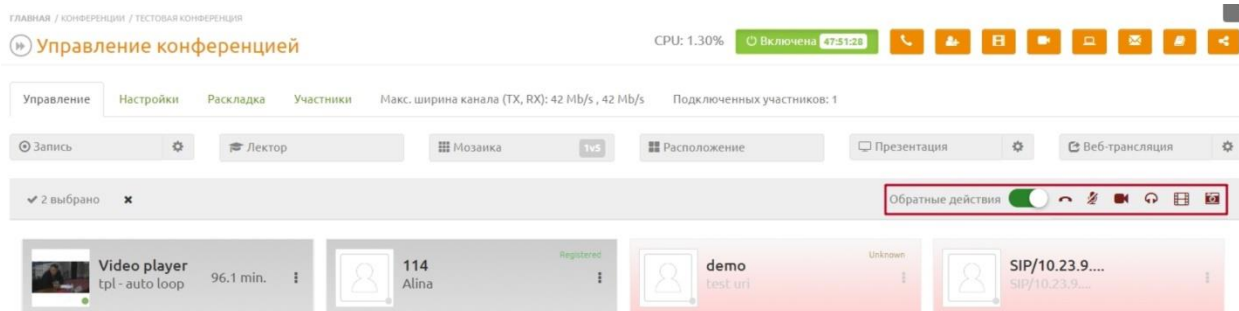 ГЛАВНАЯ / КОНФЕРЕНЦИИ / ТЕСТОВАЯ КОНФЕРЕНЦИЯ
Управление конференцией
CPU: 1.30% Включена 47:51:28
Управление Настройки Раскладка Участники Макс. ширина канала (TX, RX): 42 Mb/s , 42 Mb/s Подключенных участников: 1
Запись Лектор Мозаика 1v5 Расположение Презентация Веб-трансляция
2 выбрано Обратные действия
Video player
tpl - auto loop
96.1 min.
Registered
114
Alina
Unknown
demo
test uri
SIP/10.23.9....
SIP/10.23.9....